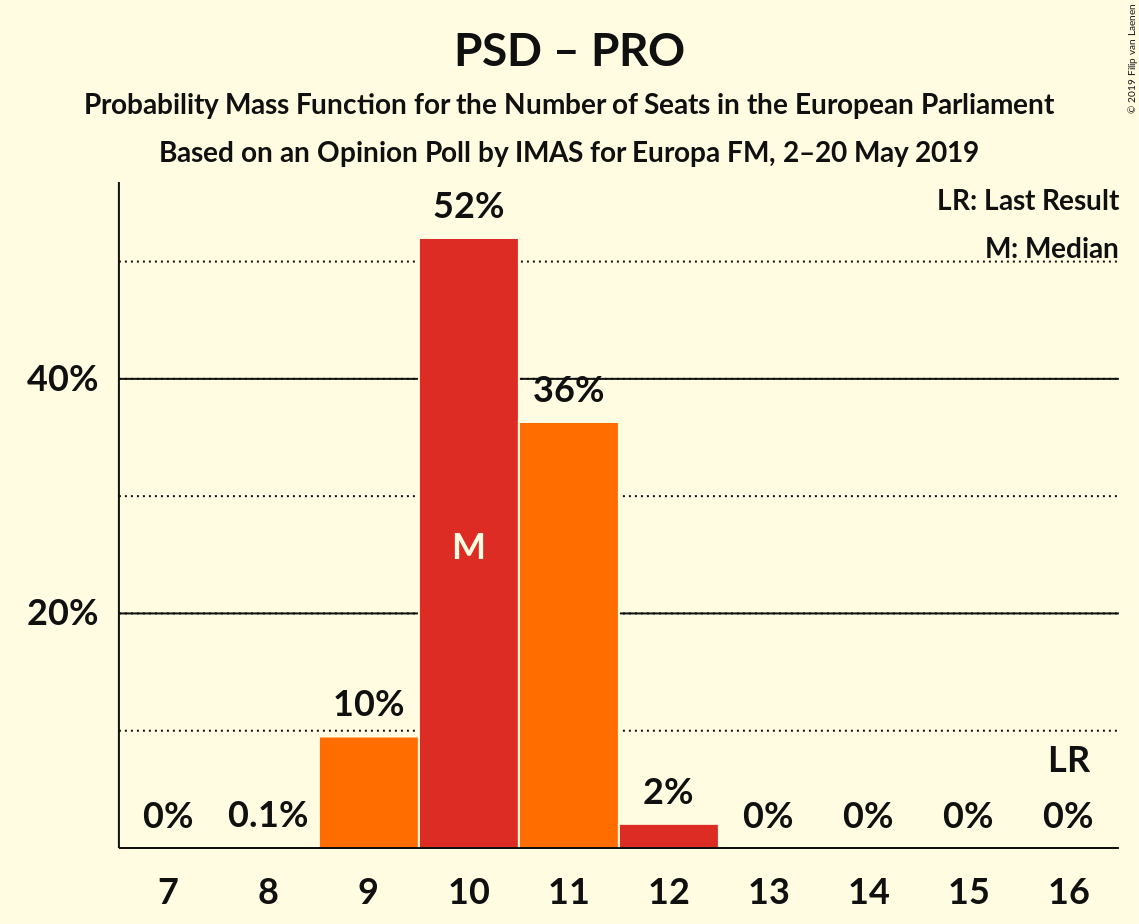 PSD – PRO
Probability Mass Function for the Number of Seats in the European Parliament
Based on an Opinion Poll by IMAS for Europa FM, 2–20 May 2019
© 2019 Filip van Laenen
LR: Last Result
M: Median
52%
40%
36%
M
20%
10%
LR
0%
0.1%
2%
0%
0%
0%
0%
7
8
9
10
11
12
13
14
15
16